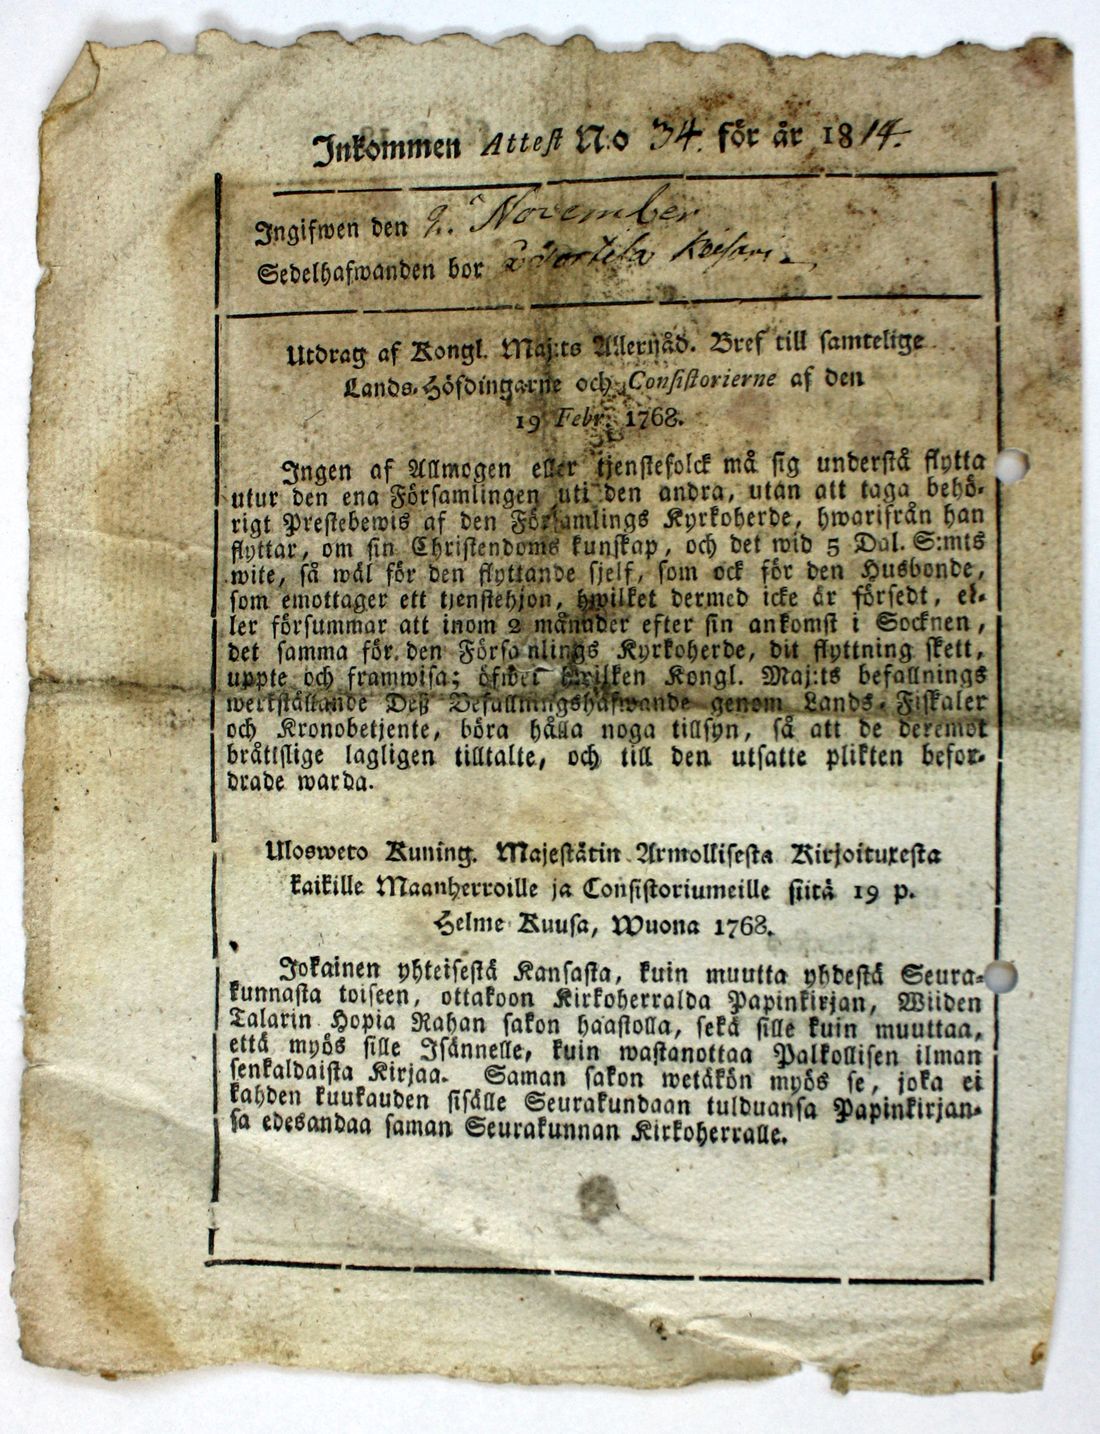 Inkommen Attest N:o 34. för år 1814.
Ingifwen den 9. November
Sedelhafwanden bor
Utdrag af Kongl. Maj:ts Allernåd. Bref till samtelige
Lands-Höfdingarne och Consistorierne af den
19 Febr. 1768.
Ingen af Allmogen eller tjenstefolck må sig understå flytta
utur den ena Församlingen uti den andra, utan att taga behö-
rigt Prestebewis af den Församlings Kyrkoherde, hwarifrån han
flyttar, om sin Christendoms kunskap, och det wid 5 Dal. S:mts
wite, så wäl för den flyttande sjelf, som ock för den Husbonde,
som emottager ett tjenstehjon, hwilket dermed icke är försedt, el-
ler försummar att inom 2 månader efter sin ankomst i Socknen,
det samma för den Församlings Kyrkoherde, dit flyttning skett,
uppte och framwisa; öfwer hwilken Kongl. Maj:ts befallnings
werkställande Deß Befallningshafwande genom Lands-Fiskaler
och Kronobetjente, böra hålla noga tillsyn, så att de deremot
bråttslige lagligen tilltalte, och till den utsatte plikten befor-
drade warda.
Ulosweto Kuning. Majestätin Armollisesta Kirjoituxesta
kaikille Maanherroille ja Consistoriumeille siitä 19 p.
Helme Kuusa, Wuona 1768.
Jokainen yhteisestä Kansasta, kuin muutta yhdestä Seura-
kunnasta toiseen, ottakoon Kirkoherralda Papinkirjan, Wiiden
Talarin Hopia Rahan sakon haastolla, sekä sille kuin muuttaa,
että myös sille Isännelle, kuin wastanottaa Palkollisen ilman
senkaldaista Kirjaa. Saman sakon wetäkön myös se, joka ei
kahden kuukauden sisälle Seurakundaan tulduansa Papinkirjan-
sa edesandaa saman Seurakunnan Kirkoherralle.